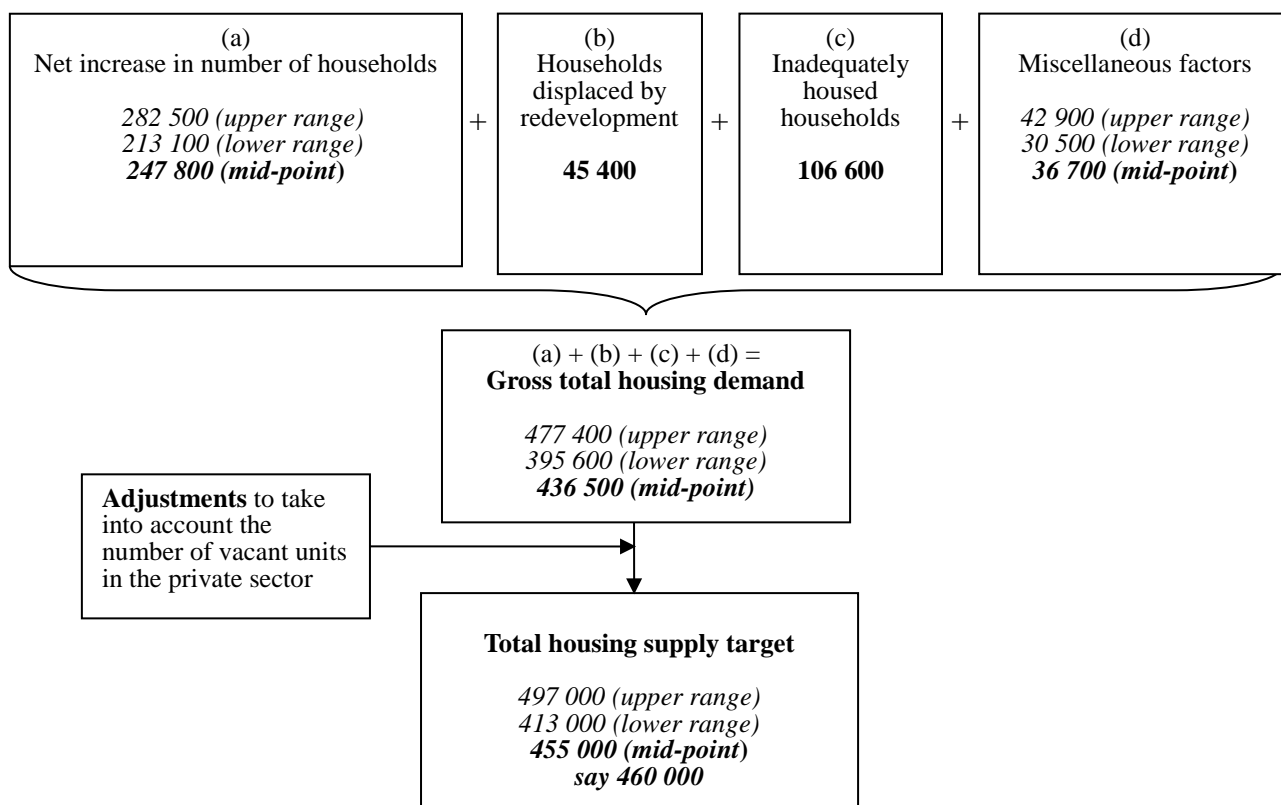 (a)
Net increase in number of households
282 500 (upper range)
213 100 (lower range)
247 800 (mid-point)
+
(b)
Households
displaced by
redevelopment
45 400
+
(c)
Inadequately
housed
households
106 600
+
(d)
Miscellaneous factors
42 900 (upper range)
30 500 (lower range)
36 700 (mid-point)
(a) + (b) + (c) + (d) =
Gross total housing demand
477 400 (upper range)
395 600 (lower range)
436 500 (mid-point)
Adjustments to take
into account the
number of vacant units
in the private sector
Total housing supply target
497 000 (upper range)
413 000 (lower range)
455 000 (mid-point)
say 460 000